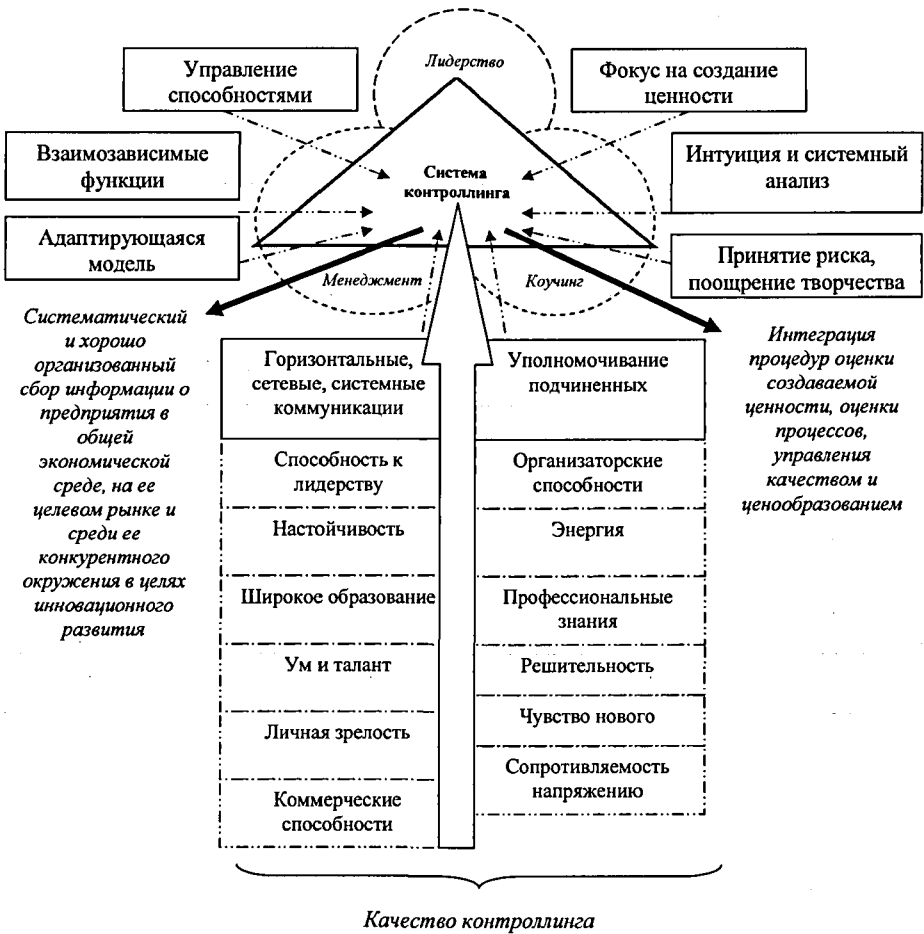 Лидерство
Управление
способностями
Фокус на создание
ценности
Взаимозависимые
функции
Система
контроллинга
Интуиция и системный
анализ
Адаптирующаяся
модель
Менеджмент
Коучинг
Принятие риска,
поощрение творчества
Систематический
и хорошо
организованный
сбор информации о
предприятия в
общей
экономической
среде, на ее
целевом рынке и
среди ее
конкурентного
окружения в целях
инновационного
развития
Интеграция
процедур оценки
создаваемой
ценности, оценки
процессов,
управления
качеством и
ценообразованием
Горизонтальные,
сетевые, системные
коммуникации
Уполномочивание
подчиненных
Способность к
лидерству
Организаторские
способности
Настойчивость
Энергия
Широкое образование
Профессиональные
знания
Ум и талант
Решительность
Личная зрелость
Чувство нового
Коммерческие
способности
Сопротивляемость
напряжению
Качество контроллинга